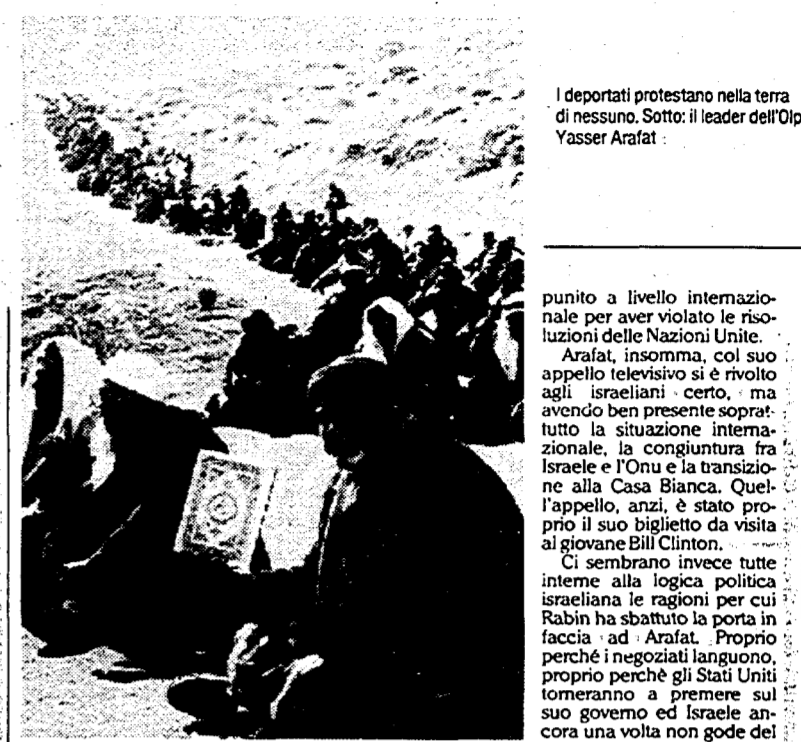 I deportati protestano nella terra
di nessuno. Sotto: il leader dell'Olp
Yasser Arafat
punito a livello internazio-
nale per aver violato le riso-
luzioni delle Nazioni Unite.
Arafat, insomma, col suo
appello televisivo si è rivolto
agli israeliani certo, ma
avendo ben presente soprat-
tutto la situazione interna-
zionale, la congiuntura fra
Israele e l'Onu e la transizio-
ne alla Casa Bianca. Quel-
l'appello, anzi, è stato pro-
prio il suo biglietto da visita
al giovane Bill Clinton.
Ci sembrano invece tutte
interne alla logica politica
israeliana le ragioni per cui
Rabin ha sbattuto la porta in
faccia ad Arafat. Proprio
perché i negoziati languono,
proprio perchè gli Stati Uniti
torneranno a premere sul
suo governo ed Israele an-
cora una volta non gode del